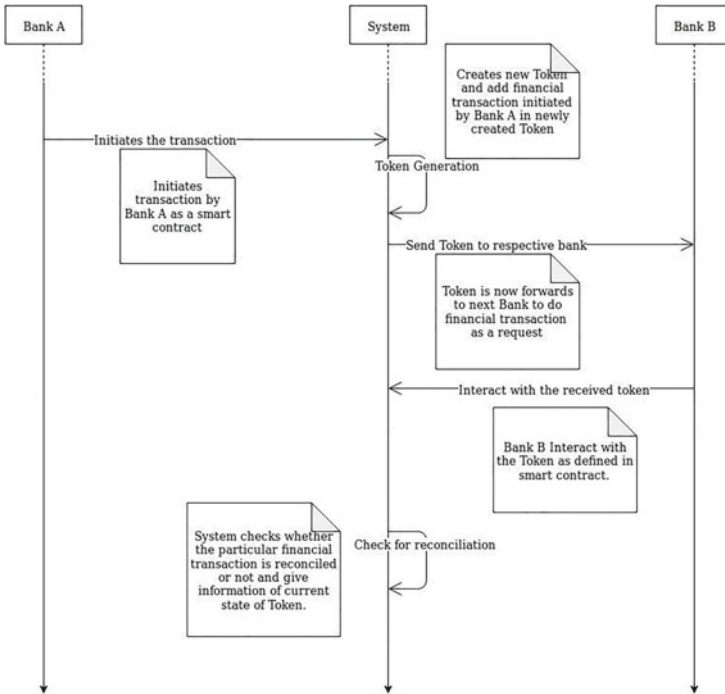 Bank A
System
Bank B
Creates new Token
and add financial
transaction initiated
by Bank A in newly
created Token
Initiates the transaction
Initiates
transaction by
Bank A as a smart
contract
Token Generation
Send Token to respective bank
Token is now forwards
to next Bank to do
financial transaction
as a request
Interact with the received token
Bank B Interact with
the Token as defined in
smart contract.
System checks whether
the particular financial
transaction is reconciled
or not and give
information of current
state of Token.
Check for reconciliation